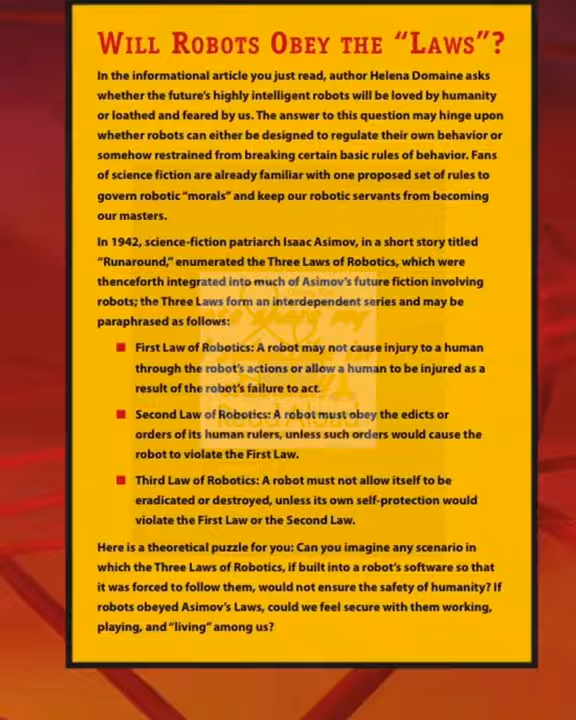 WILL ROBOTS OBEY THE “LAWS”?
In the informational article you just read, author Helena Domaine asks
whether the future’s highly intelligent robots will be loved by humanity
or loathed and feared by us. The answer to this question may hinge upon
whether robots can either be designed to regulate their own behavior or
somehow restrained from breaking certain basic rules of behavior. Fans
of science fiction are already familiar with one proposed set of rules to
govern robotic “morals” and keep our robotic servants from becoming
our masters.
In 1942, science-fiction patriarch Isaac Asimov, in a short story titled
“Runaround,” enumerated the Three Laws of Robotics, which were
thenceforth integrated into much of Asimov’s future fiction involving
robots; the Three Laws form an interdependent series and may be
paraphrased as follows:
■ First Law of Robotics: A robot may not cause injury to a human
through the robot’s actions or allow a human to be injured as a
result of the robot’s failure to act.
■ Second Law of Robotics: A robot must obey the edicts or
orders of its human rulers, unless such orders would cause the
robot to violate the First Law.
■ Third Law of Robotics: A robot must not allow itself to be
eradicated or destroyed, unless its own self-protection would
violate the First Law or the Second Law.
Here is a theoretical puzzle for you: Can you imagine any scenario in
which the Three Laws of Robotics, if built into a robot’s software so that
it was forced to follow them, would not ensure the safety of humanity? If
robots obeyed Asimov’s Laws, could we feel secure with them working,
playing, and “living” among us?
Read Aloud